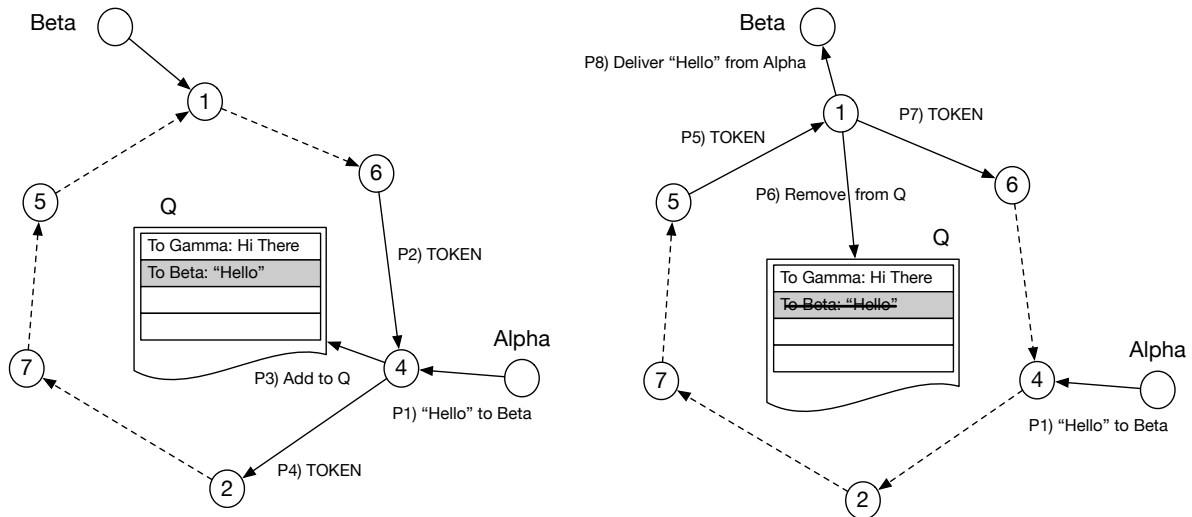 Beta
1
6
5
Q
To Gamma: Hi There
To Beta: “Hello”
P2) TOKEN
Alpha
7
4
P3) Add to Q
P1) “Hello” to Beta
P4) TOKEN
2
Beta
P8) Deliver “Hello” from Alpha
1
P7) TOKEN
P5) TOKEN
6
5
P6) Remove from Q
Q
To Gamma: Hi There
To Beta: “Hello”
Alpha
7
4
P1) “Hello” to Beta
2